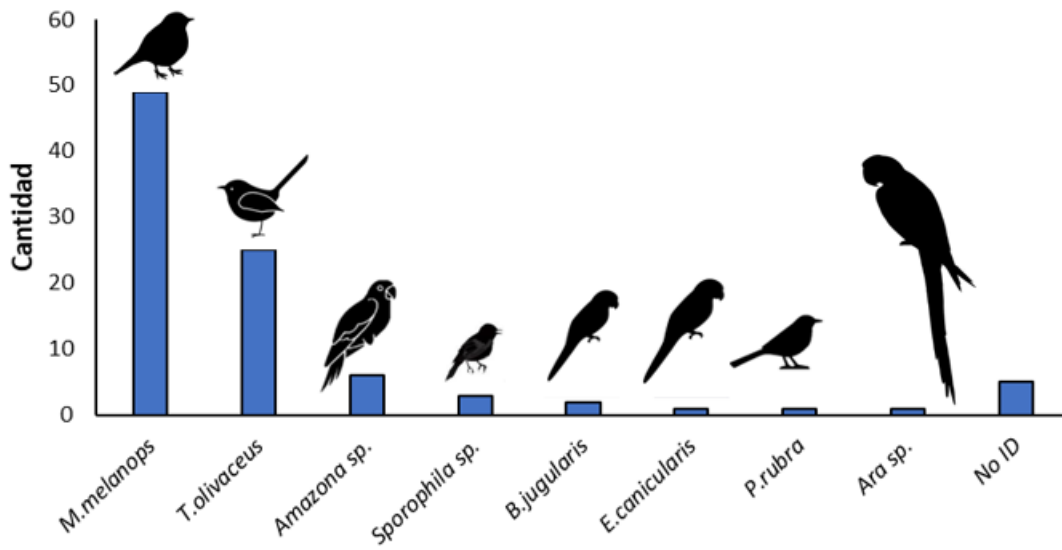 Cantidad
60
50
40
30
20
10
0
M.melanops
T.olivaceus
Amazona sp.
Sporophila sp.
B.jugularis
E.canicularis
P.rubra
Ara sp.
No ID